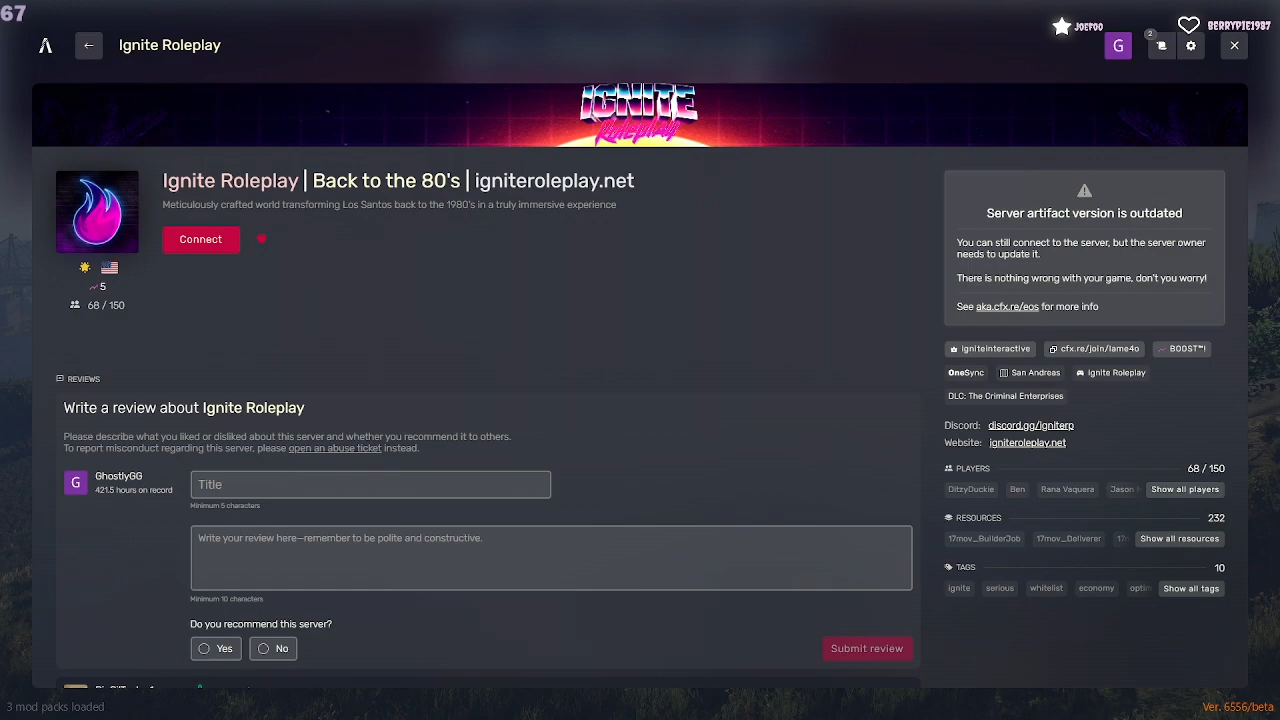 67
JOEFOO
BERRYPIE1987
Ignite Roleplay
G
2
IGNITE
Roleplay
Ignite Roleplay | Back to the 80's | igniteroleplay.net
Meticulously crafted world transforming Los Santos back to the 1980's in a truly immersive experience
Connect
5
68 / 150
Server artifact version is outdated
You can still connect to the server, but the server owner
needs to update it.
There is nothing wrong with your game, don't you worry!
See aka.cfx.re/eos for more info
IgniteInteractive
cfx.re/join/lame4o
BOOST™!
OneSync
San Andreas
Ignite Roleplay
DLC: The Criminal Enterprises
Discord: discord.gg/igniterp
Website: igniteroleplay.net
PLAYERS 68 / 150
DitzyDuckie Ben Rana Vaquera Jason Show all players
RESOURCES 232
17mov_BuilderJob 17mov_Deliverer Show all resources
TAGS 10
ignite serious whitelist economy Show all tags
REVIEWS
Write a review about Ignite Roleplay
Please describe what you liked or disliked about this server and whether you recommend it to others.
To report misconduct regarding this server, please open an abuse ticket instead.
G
GhostlyGG
421.5 hours on record
Title
Minimum 5 characters
Write your review here—remember to be polite and constructive.
Minimum 10 characters
Do you recommend this server?
Yes
No
Submit review
3 mod packs loaded
Ver. 6556/beta